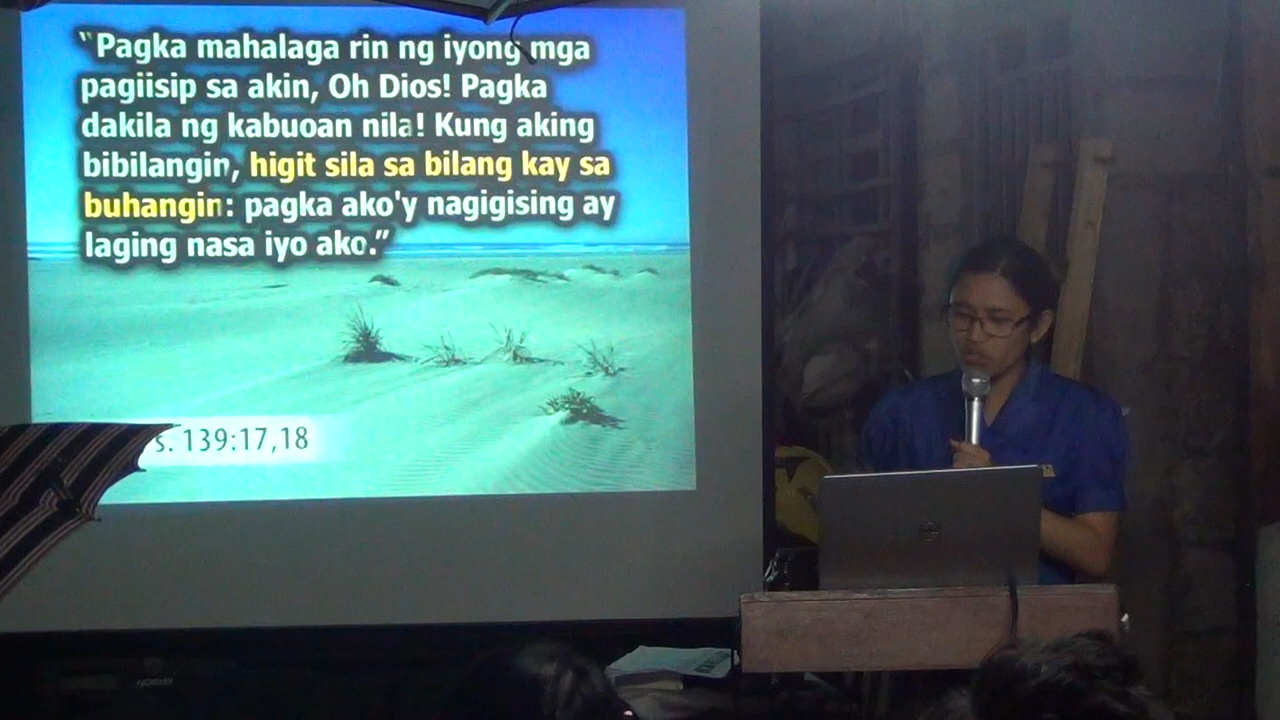 “Pagka mahalaga rin ng iyong mga
pagiisip sa akin, Oh Dios! Pagka
dakila ng kabuoan nila! Kung aking
bibilangin, higit sila sa bilang kay sa
buhangin: pagka ako'y nagigising ay
laging nasa iyo ako.”
s. 139:17,18